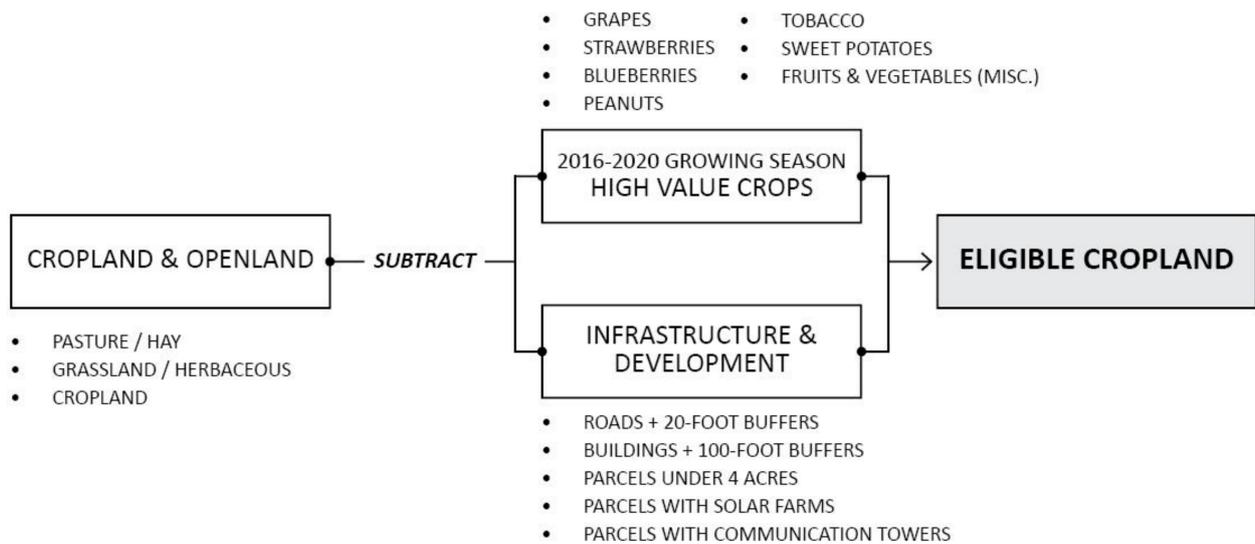 • GRAPES
• STRAWBERRIES
• BLUEBERRIES
• PEANUTS
• TOBACCO
• SWEET POTATOES
• FRUITS & VEGETABLES (MISC.)
2016-2020 GROWING SEASON
HIGH VALUE CROPS
CROPLAND & OPENLAND
SUBTRACT
ELIGIBLE CROPLAND
• PASTURE / HAY
• GRASSLAND / HERBACEOUS
• CROPLAND
INFRASTRUCTURE &
DEVELOPMENT
• ROADS + 20-FOOT BUFFERS
• BUILDINGS + 100-FOOT BUFFERS
• PARCELS UNDER 4 ACRES
• PARCELS WITH SOLAR FARMS
• PARCELS WITH COMMUNICATION TOWERS